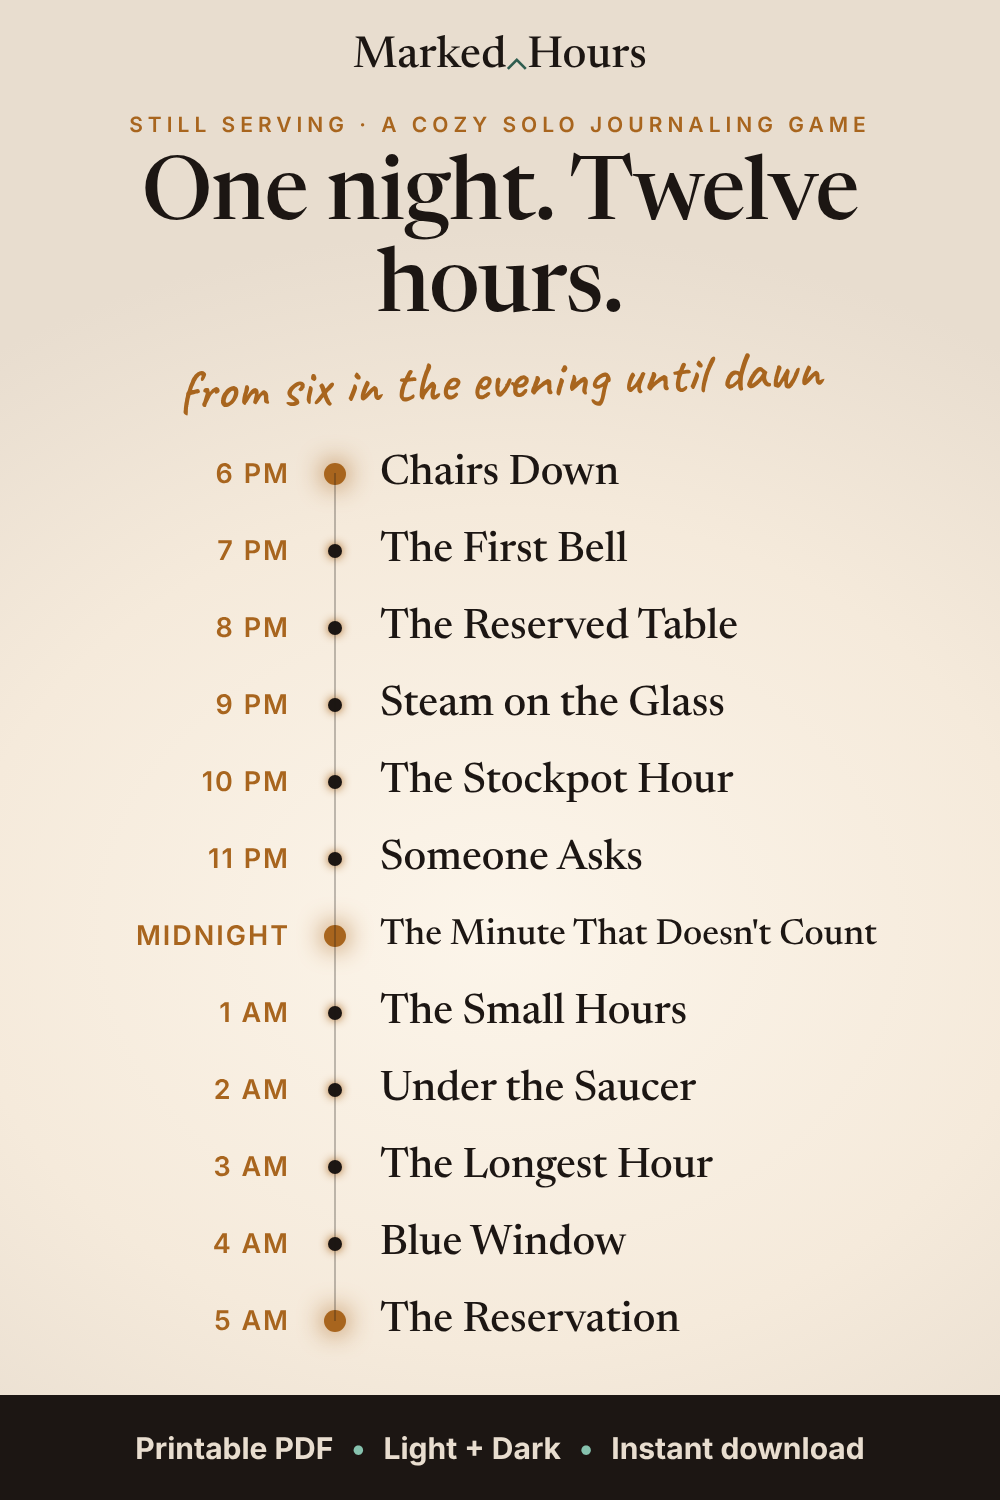 Marked‸Hours
STILL SERVING · A COZY SOLO JOURNALING GAME
One night. Twelve
hours.
from six in the evening until dawn
6 PM Chairs Down
7 PM The First Bell
8 PM The Reserved Table
9 PM Steam on the Glass
10 PM The Stockpot Hour
11 PM Someone Asks
MIDNIGHT The Minute That Doesn't Count
1 AM The Small Hours
2 AM Under the Saucer
3 AM The Longest Hour
4 AM Blue Window
5 AM The Reservation
Printable PDF • Light + Dark • Instant download